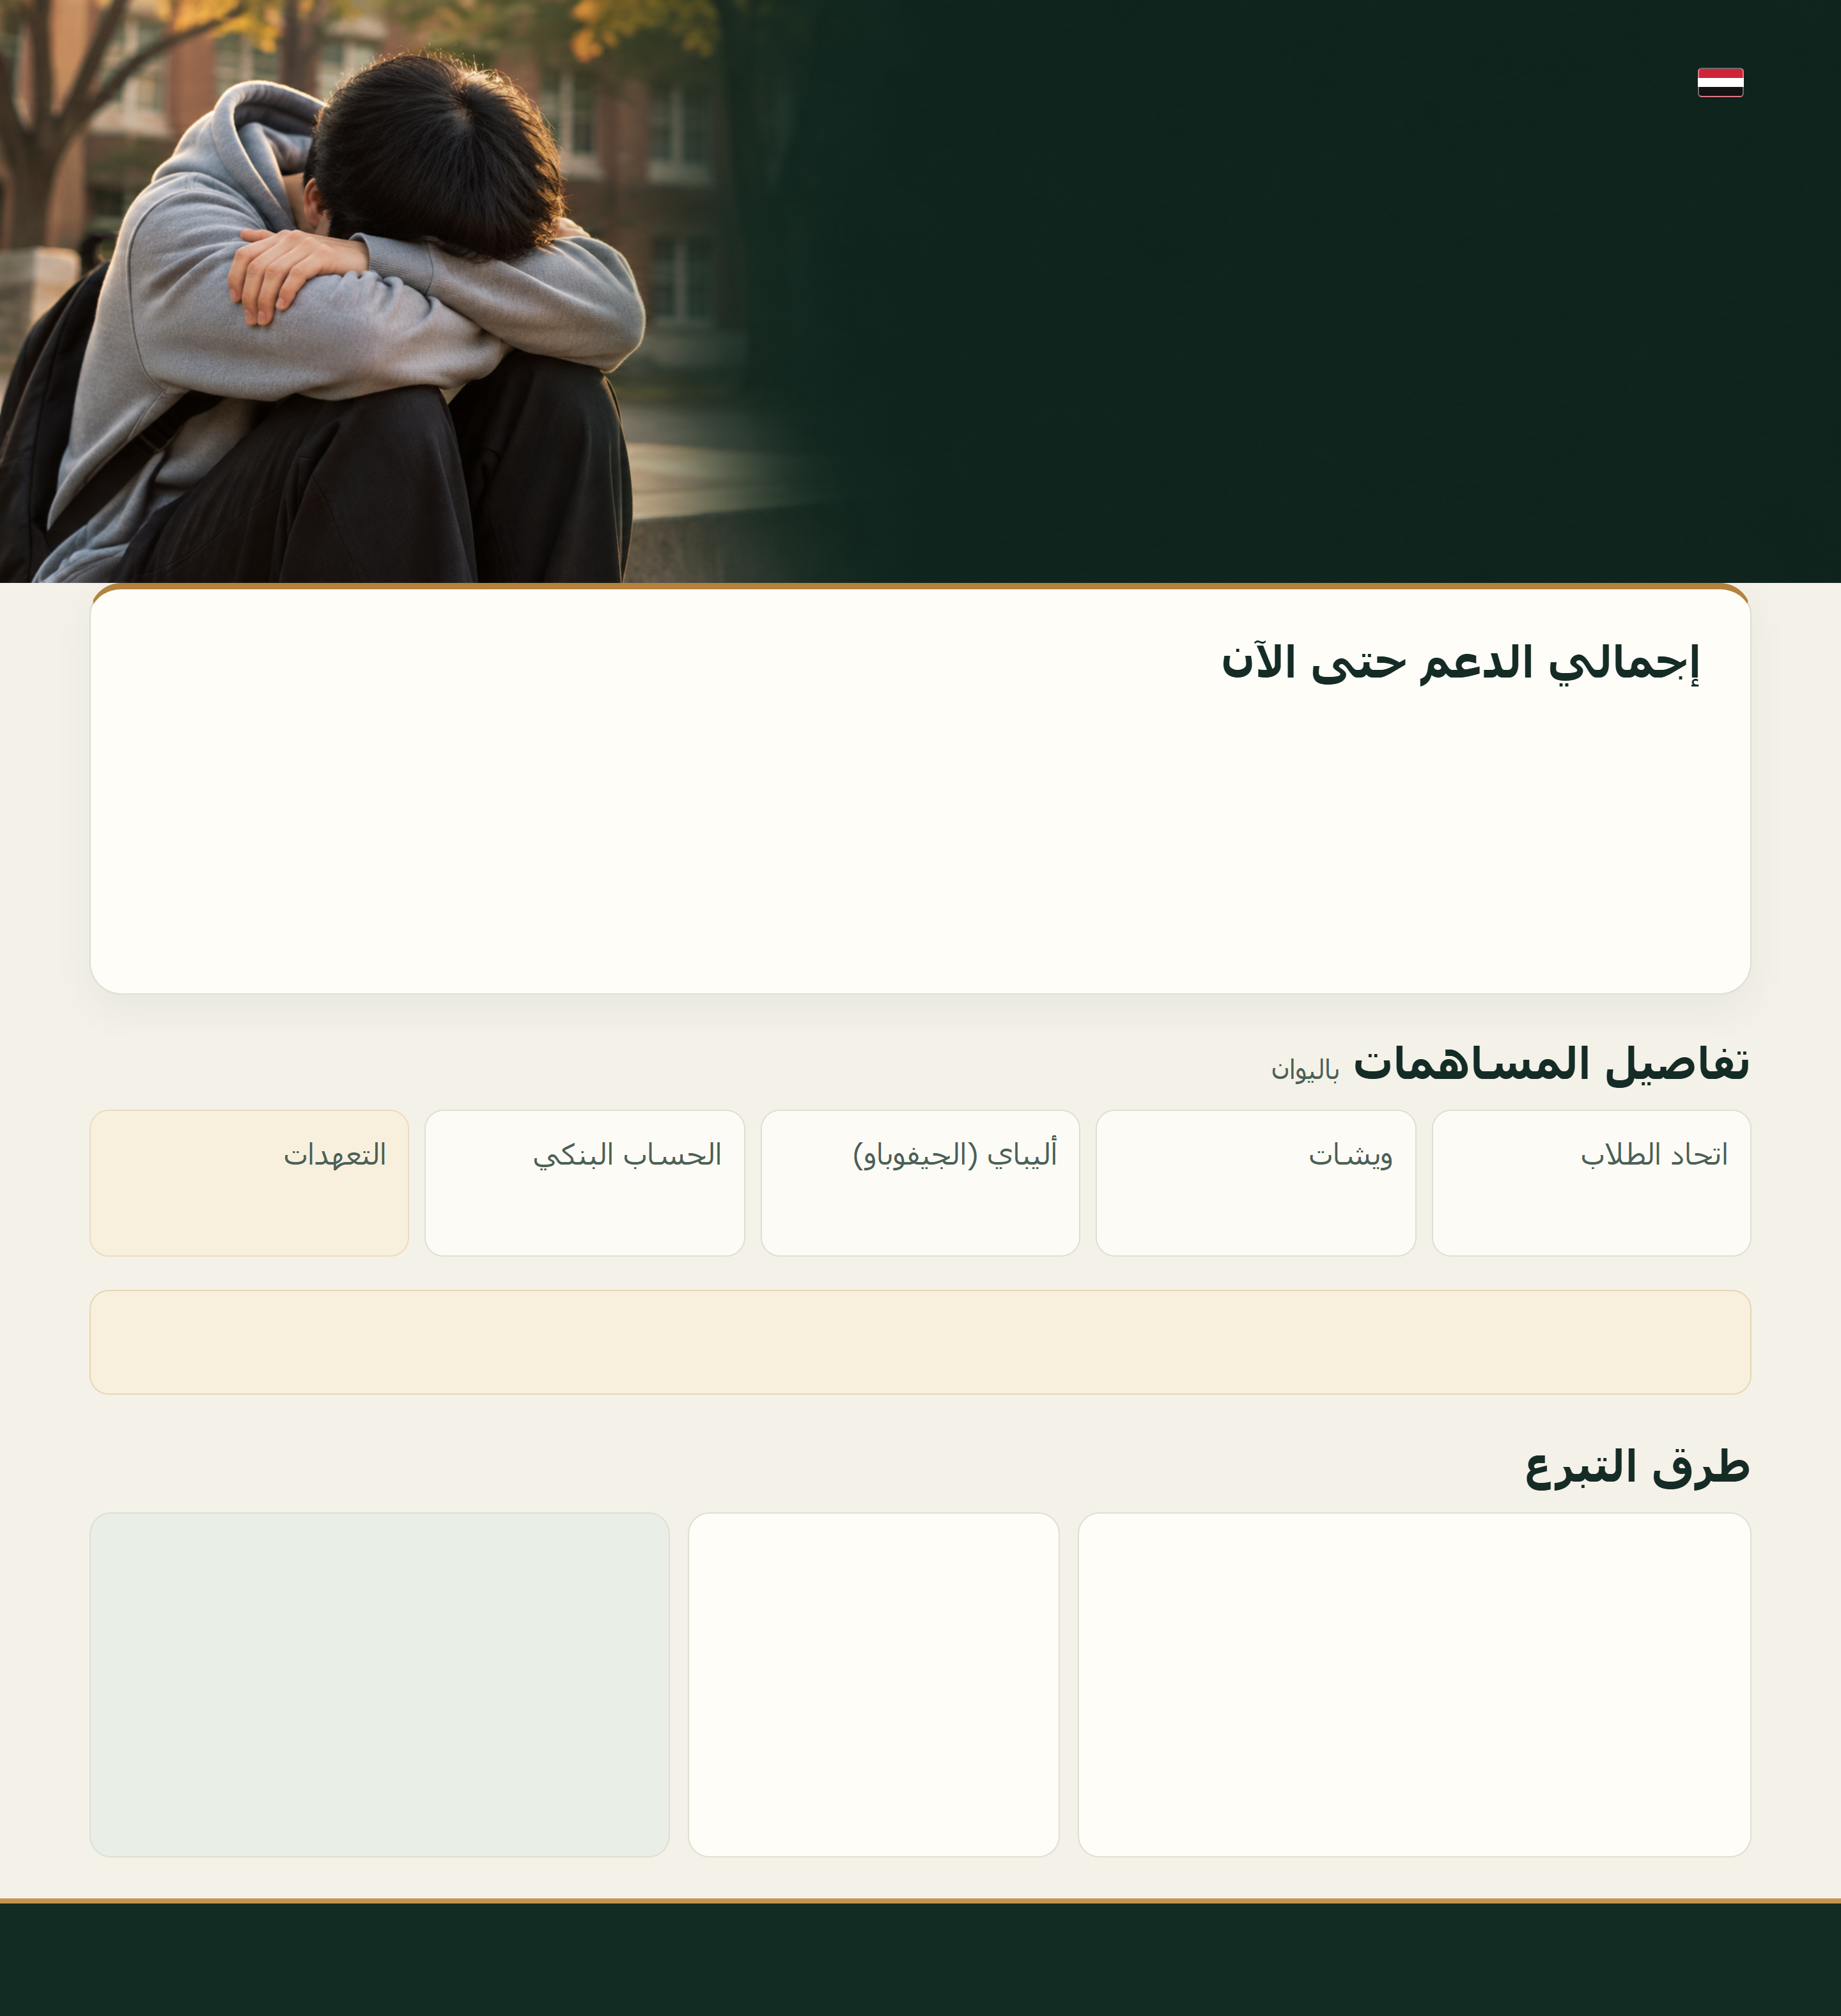 إجمالي الدعم حتى الآن
تفاصيل المساهمات باليوان
اتحاد الطلاب
ويشات
أليباي (الجيفوباو)
الحساب البنكي
التعهدات
طرق التبرع